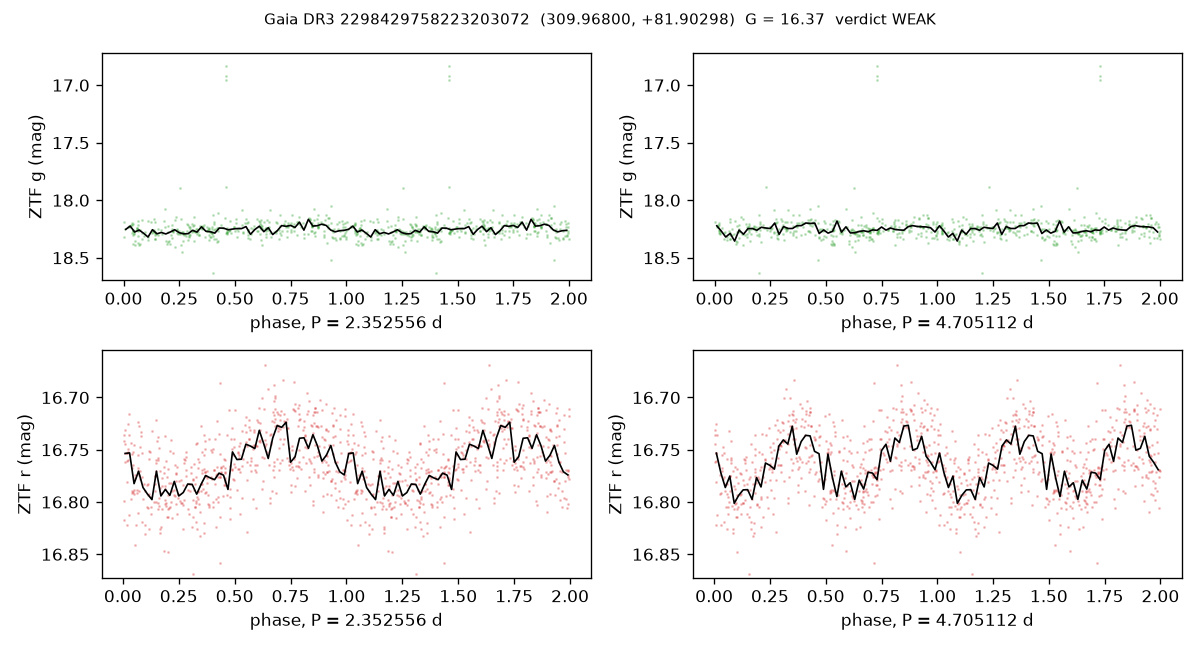 Gaia DR3 2298429758223203072  (309.96800, +81.90298)  G = 16.37  verdict WEAK
ZTF g (mag)
17.0
17.5
18.0
18.5
0.00 0.25 0.50 0.75 1.00 1.25 1.50 1.75 2.00
phase, P = 2.352556 d
ZTF g (mag)
17.0
17.5
18.0
18.5
0.00 0.25 0.50 0.75 1.00 1.25 1.50 1.75 2.00
phase, P = 4.705112 d
ZTF r (mag)
16.70
16.75
16.80
16.85
0.00 0.25 0.50 0.75 1.00 1.25 1.50 1.75 2.00
phase, P = 2.352556 d
ZTF r (mag)
16.70
16.75
16.80
16.85
0.00 0.25 0.50 0.75 1.00 1.25 1.50 1.75 2.00
phase, P = 4.705112 d